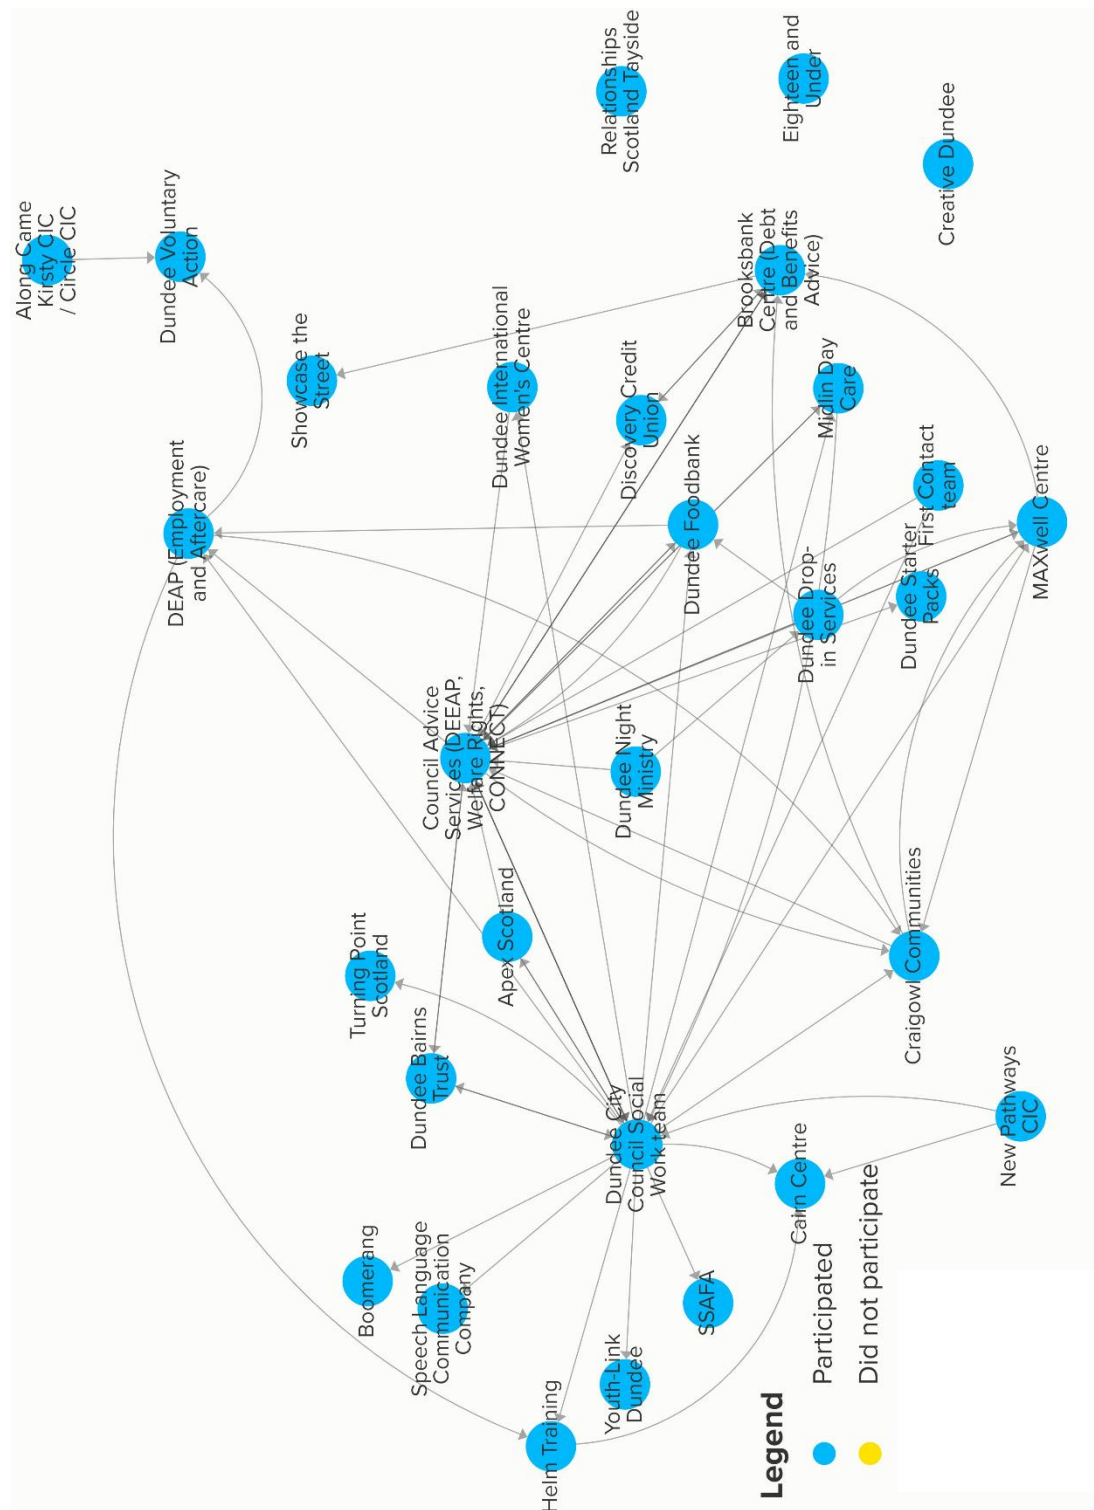 Along Came
Kirsty CIC
/ Circle CIC
Dundee Voluntary
Action
Relationships
Scotland Tayside
Eighteen and
Under
Creative Dundee
Showcase the
Street
Dundee International
Women's Centre
Discovery Credit
Union
Brooksbank
Centre (Debt
and Benefits
Advice)
Midlin Day
Care
DEAP (Employment
and Aftercare)
Dundee Foodbank
First Contact
team
MAXwell Centre
Dundee Starter
Packs
Dundee Drop-
in Services
Council Advice
Services (DEEAP,
Welfare Rights,
CONNECT)
Dundee Night
Ministry
Apex Scotland
Turning Point
Scotland
Craigowl Communities
Dundee Bairns
Trust
Dundee City
Council Social
Work team
New Pathways
CIC
Cairn Centre
Boomerang
Speech Language
Communication
Company
SSAFA
Youth-Link
Dundee
Helm Training
Legend
Participated
Did not participate